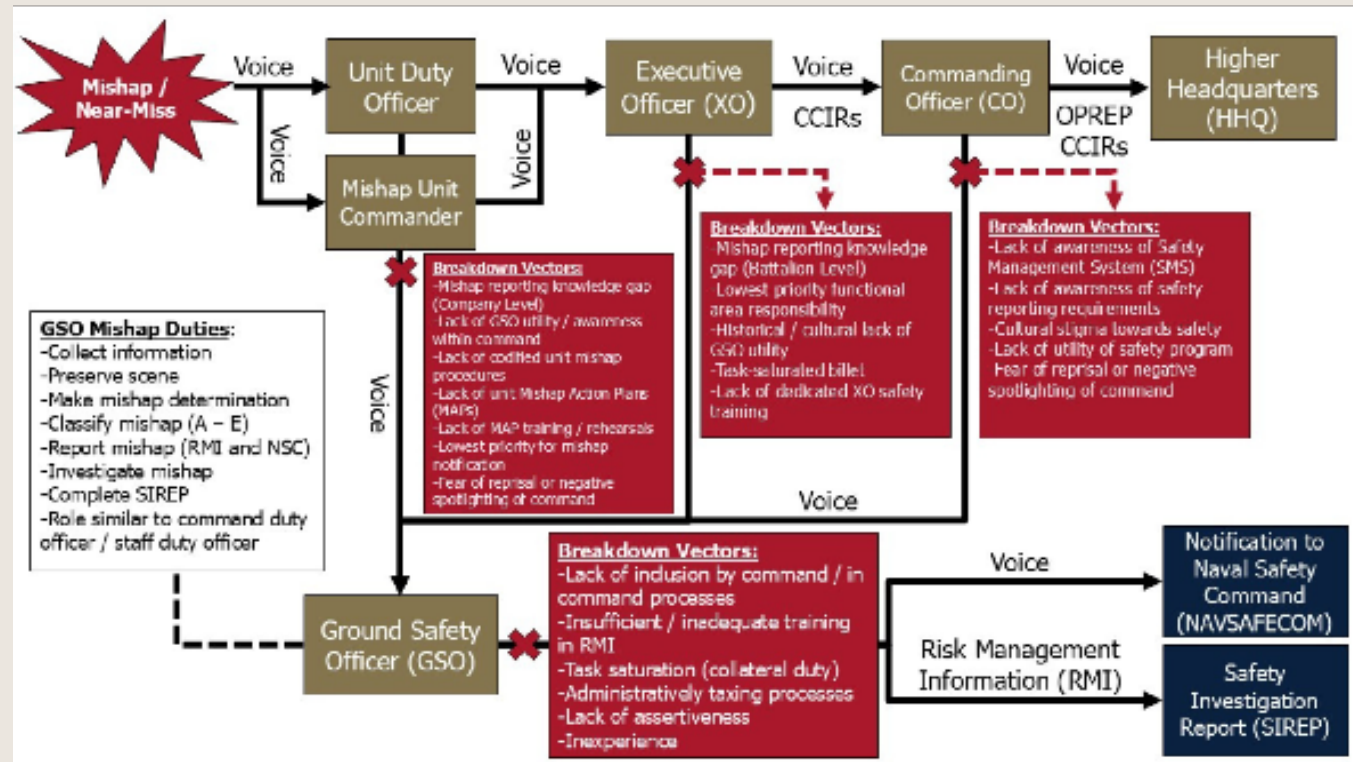 Mishap /
Near-Miss
Voice
Voice
Unit Duty
Officer
Mishap Unit
Commander
Voice
Voice
Executive
Officer (XO)
Voice
CCIRs
Commanding
Officer (CO)
Voice
OPREP
CCIRs
Higher
Headquarters
(HHQ)
GSO Mishap Duties:
-Collect information
-Preserve scene
-Make mishap determination
-Classify mishap (A – E)
-Report mishap (RMI and NSC)
-Investigate mishap
-Complete SIREP
-Role similar to command duty
officer / staff duty officer
Voice
Breakdown Vectors:
-Mishap reporting knowledge gap
(Company Level)
-Lack of GSO utility / awareness
within command
-Lack of codified unit mishap
procedures
-Lack of unit Mishap Action Plans
(MAPs)
-Lack of MAP training / rehearsals
-Lowest priority for mishap
notification
-Fear of reprisal or negative
spotlighting of command
Breakdown Vectors:
-Mishap reporting knowledge
gap (Battalion Level)
-Lowest priority functional
area responsibility
-Historical / cultural lack of
GSO utility
-Task-saturated billet
-Lack of dedicated XO safety
training
Breakdown Vectors:
-Lack of awareness of Safety
Management System (SMS)
-Lack of awareness of safety
reporting requirements
-Cultural stigma towards safety
-Lack of utility of safety program
-Fear of reprisal or negative
spotlighting of command
Voice
Ground Safety
Officer (GSO)
Breakdown Vectors:
-Lack of inclusion by command / in
command processes
-Insufficient / inadequate training
in RMI
-Task saturation (collateral duty)
-Administratively taxing processes
-Lack of assertiveness
-Inexperience
Voice
Risk Management
Information (RMI)
Notification to
Naval Safety
Command
(NAVSAFECOM)
Safety
Investigation
Report (SIREP)